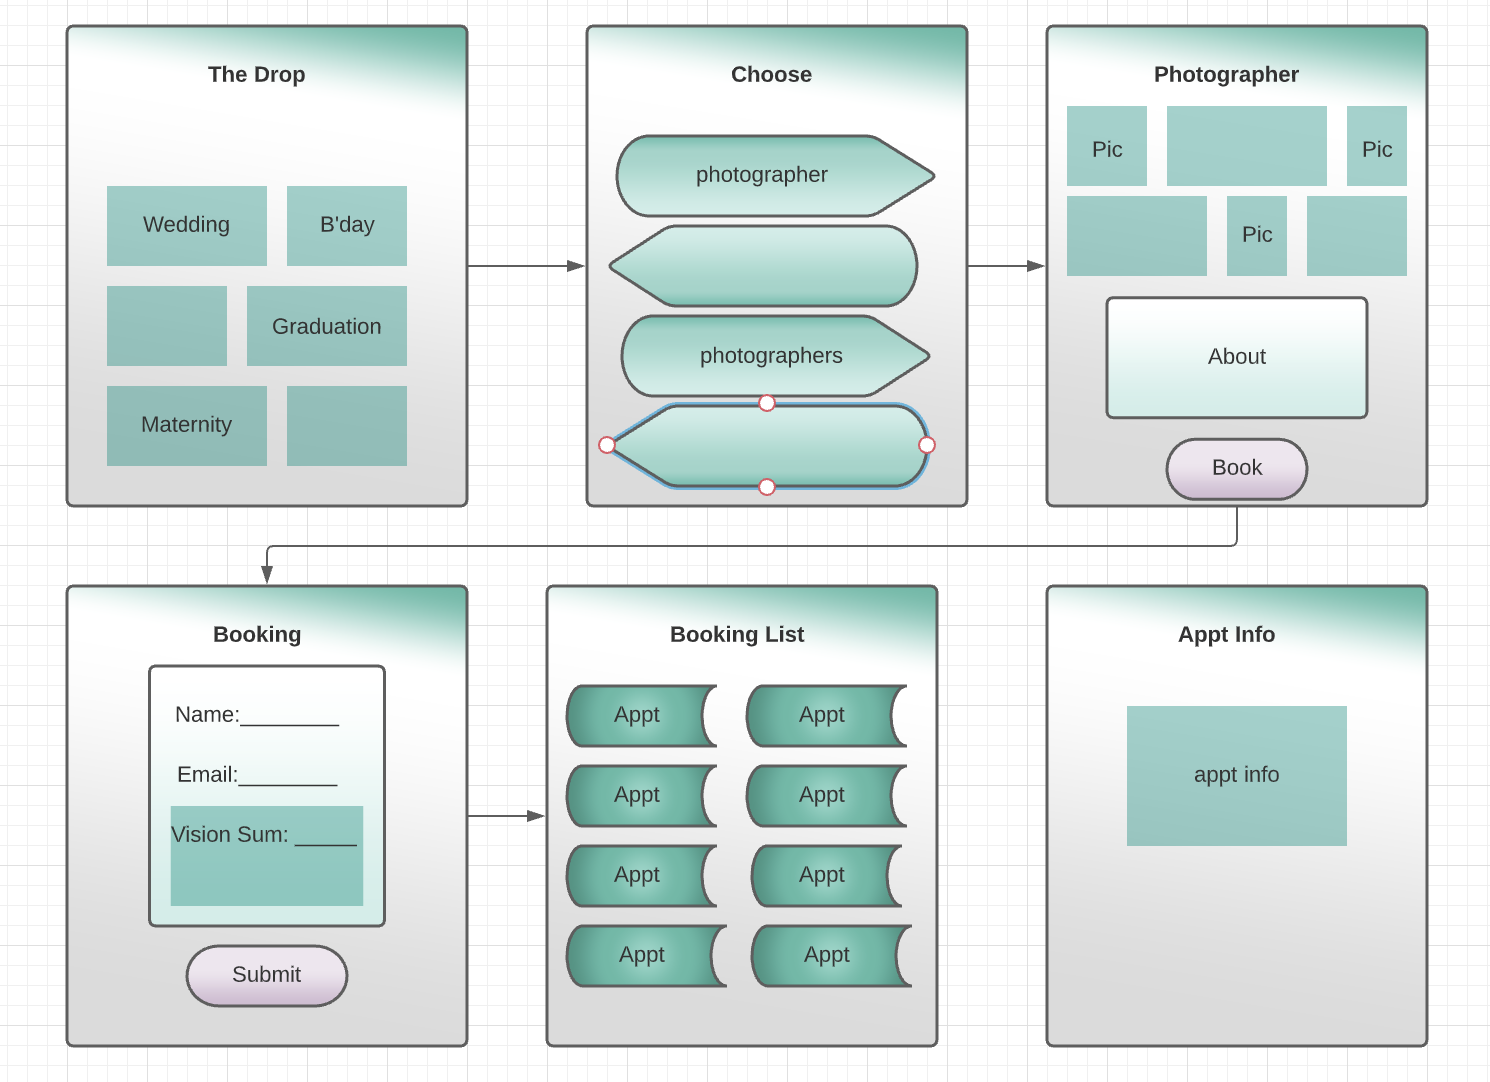 The Drop
Wedding
B'day
Graduation
Maternity
Choose
photographer
photographers
Photographer
Pic
Pic
Pic
About
Book
Booking
Name:________
Email:________
Vision Sum: _____
Submit
Booking List
Appt
Appt
Appt
Appt
Appt
Appt
Appt
Appt
Appt Info
appt info